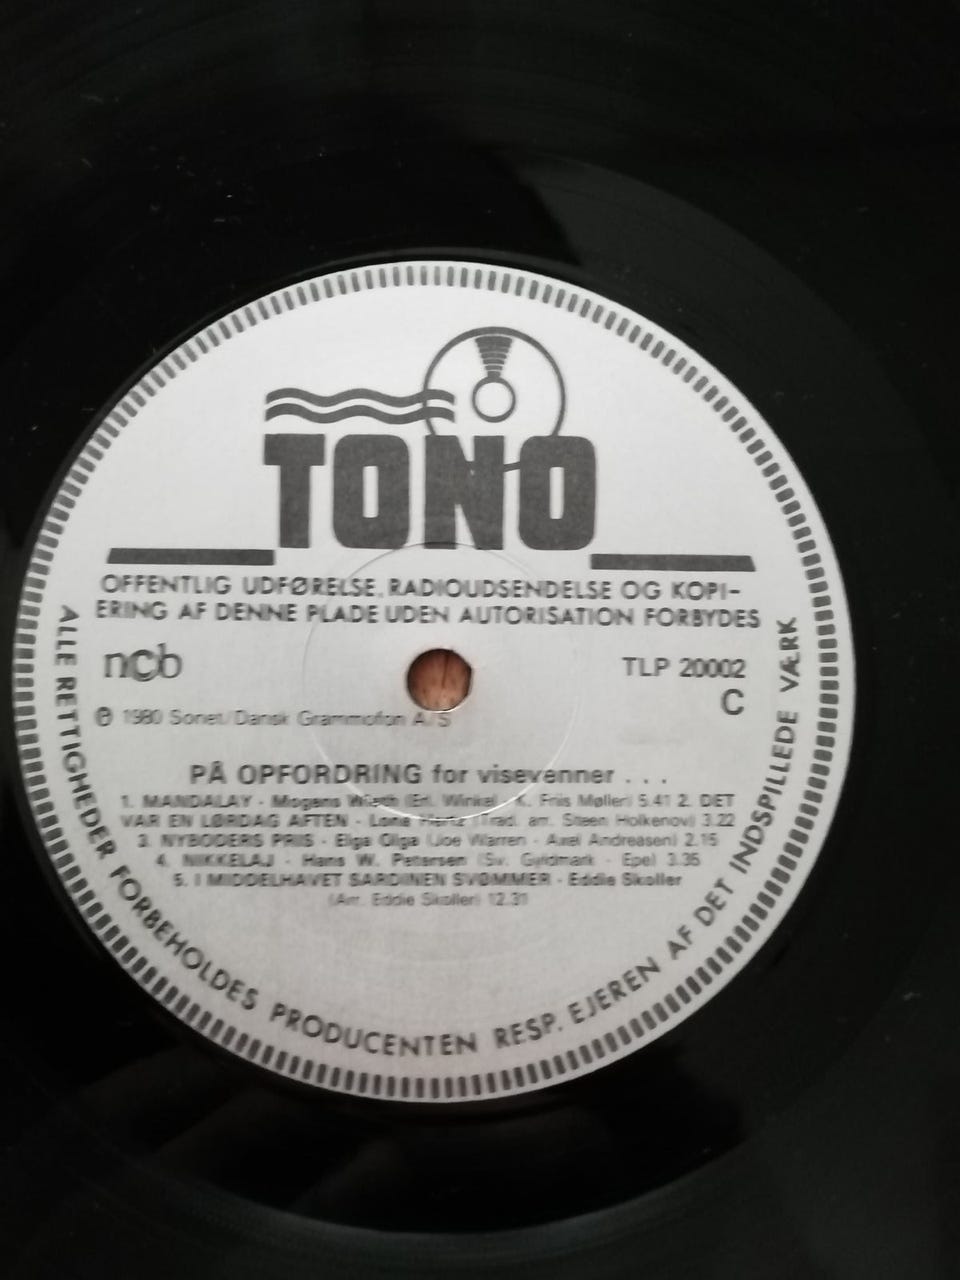 TONO
OFFENTLIG UDFØRELSE, RADIOUDSENDELSE OG KOPI-
ERING AF DENNE PLADE UDEN AUTORISATION FORBYDES
ncb
TLP 20002
C
℗ 1980 Sonet/Dansk Grammofon A/S
PÅ OPFORDRING for visevenner . . .
1. MANDALAY - Mogens Wieth (Erl. Winkel - K. Friis Møller) 5.41 2. DET
VAR EN LØRDAG AFTEN - Lona (Trad. arr. Steen Holkenov) 3.22
3. NYBODERS PRIS - Elga Olga (Joe Warren - Axel Andreasen) 2.15
4. NIKKELAJ - Hans W. Petersen (Sv. Gyldmark - Epe) 3.35
5. I MIDDELHAVET SARDINEN SVØMMER - Eddie Skoller
(Arr. Eddie Skoller) 12.31
ALLE RETTIGHEDER FORBEHOLDES PRODUCENTEN RESP. EJEREN AF DET INDSPILLEDE VÆRK